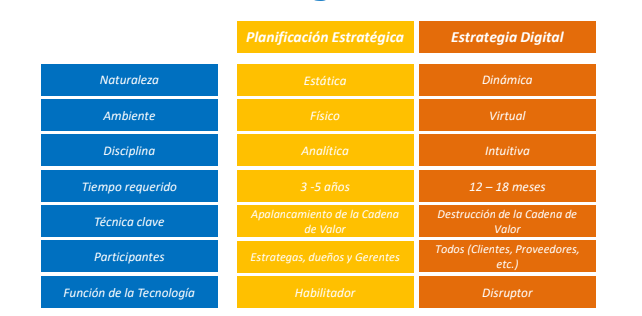 Planificación Estratégica Estrategia Digital
Naturaleza Estática Dinámica
Ambiente Físico Virtual
Disciplina Analítica Intuitiva
Tiempo requerido 3 -5 años 12 – 18 meses
Técnica clave Apalancamiento de la Cadena de Valor Destrucción de la Cadena de Valor
Participantes Estrategas, dueños y Gerentes Todos (Clientes, Proveedores, etc.)
Función de la Tecnología Habilitador Disruptor